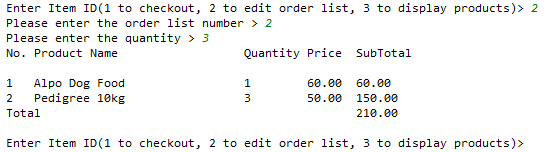 Enter Item ID(1 to checkout, 2 to edit order list, 3 to display products)> 2
Please enter the order list number > 2
Please enter the quantity > 3
No. Product Name Quantity Price SubTotal
1 Alpo Dog Food 1 60.00 60.00
2 Pedigree 10kg 3 50.00 150.00
Total 210.00
Enter Item ID(1 to checkout, 2 to edit order list, 3 to display products)>